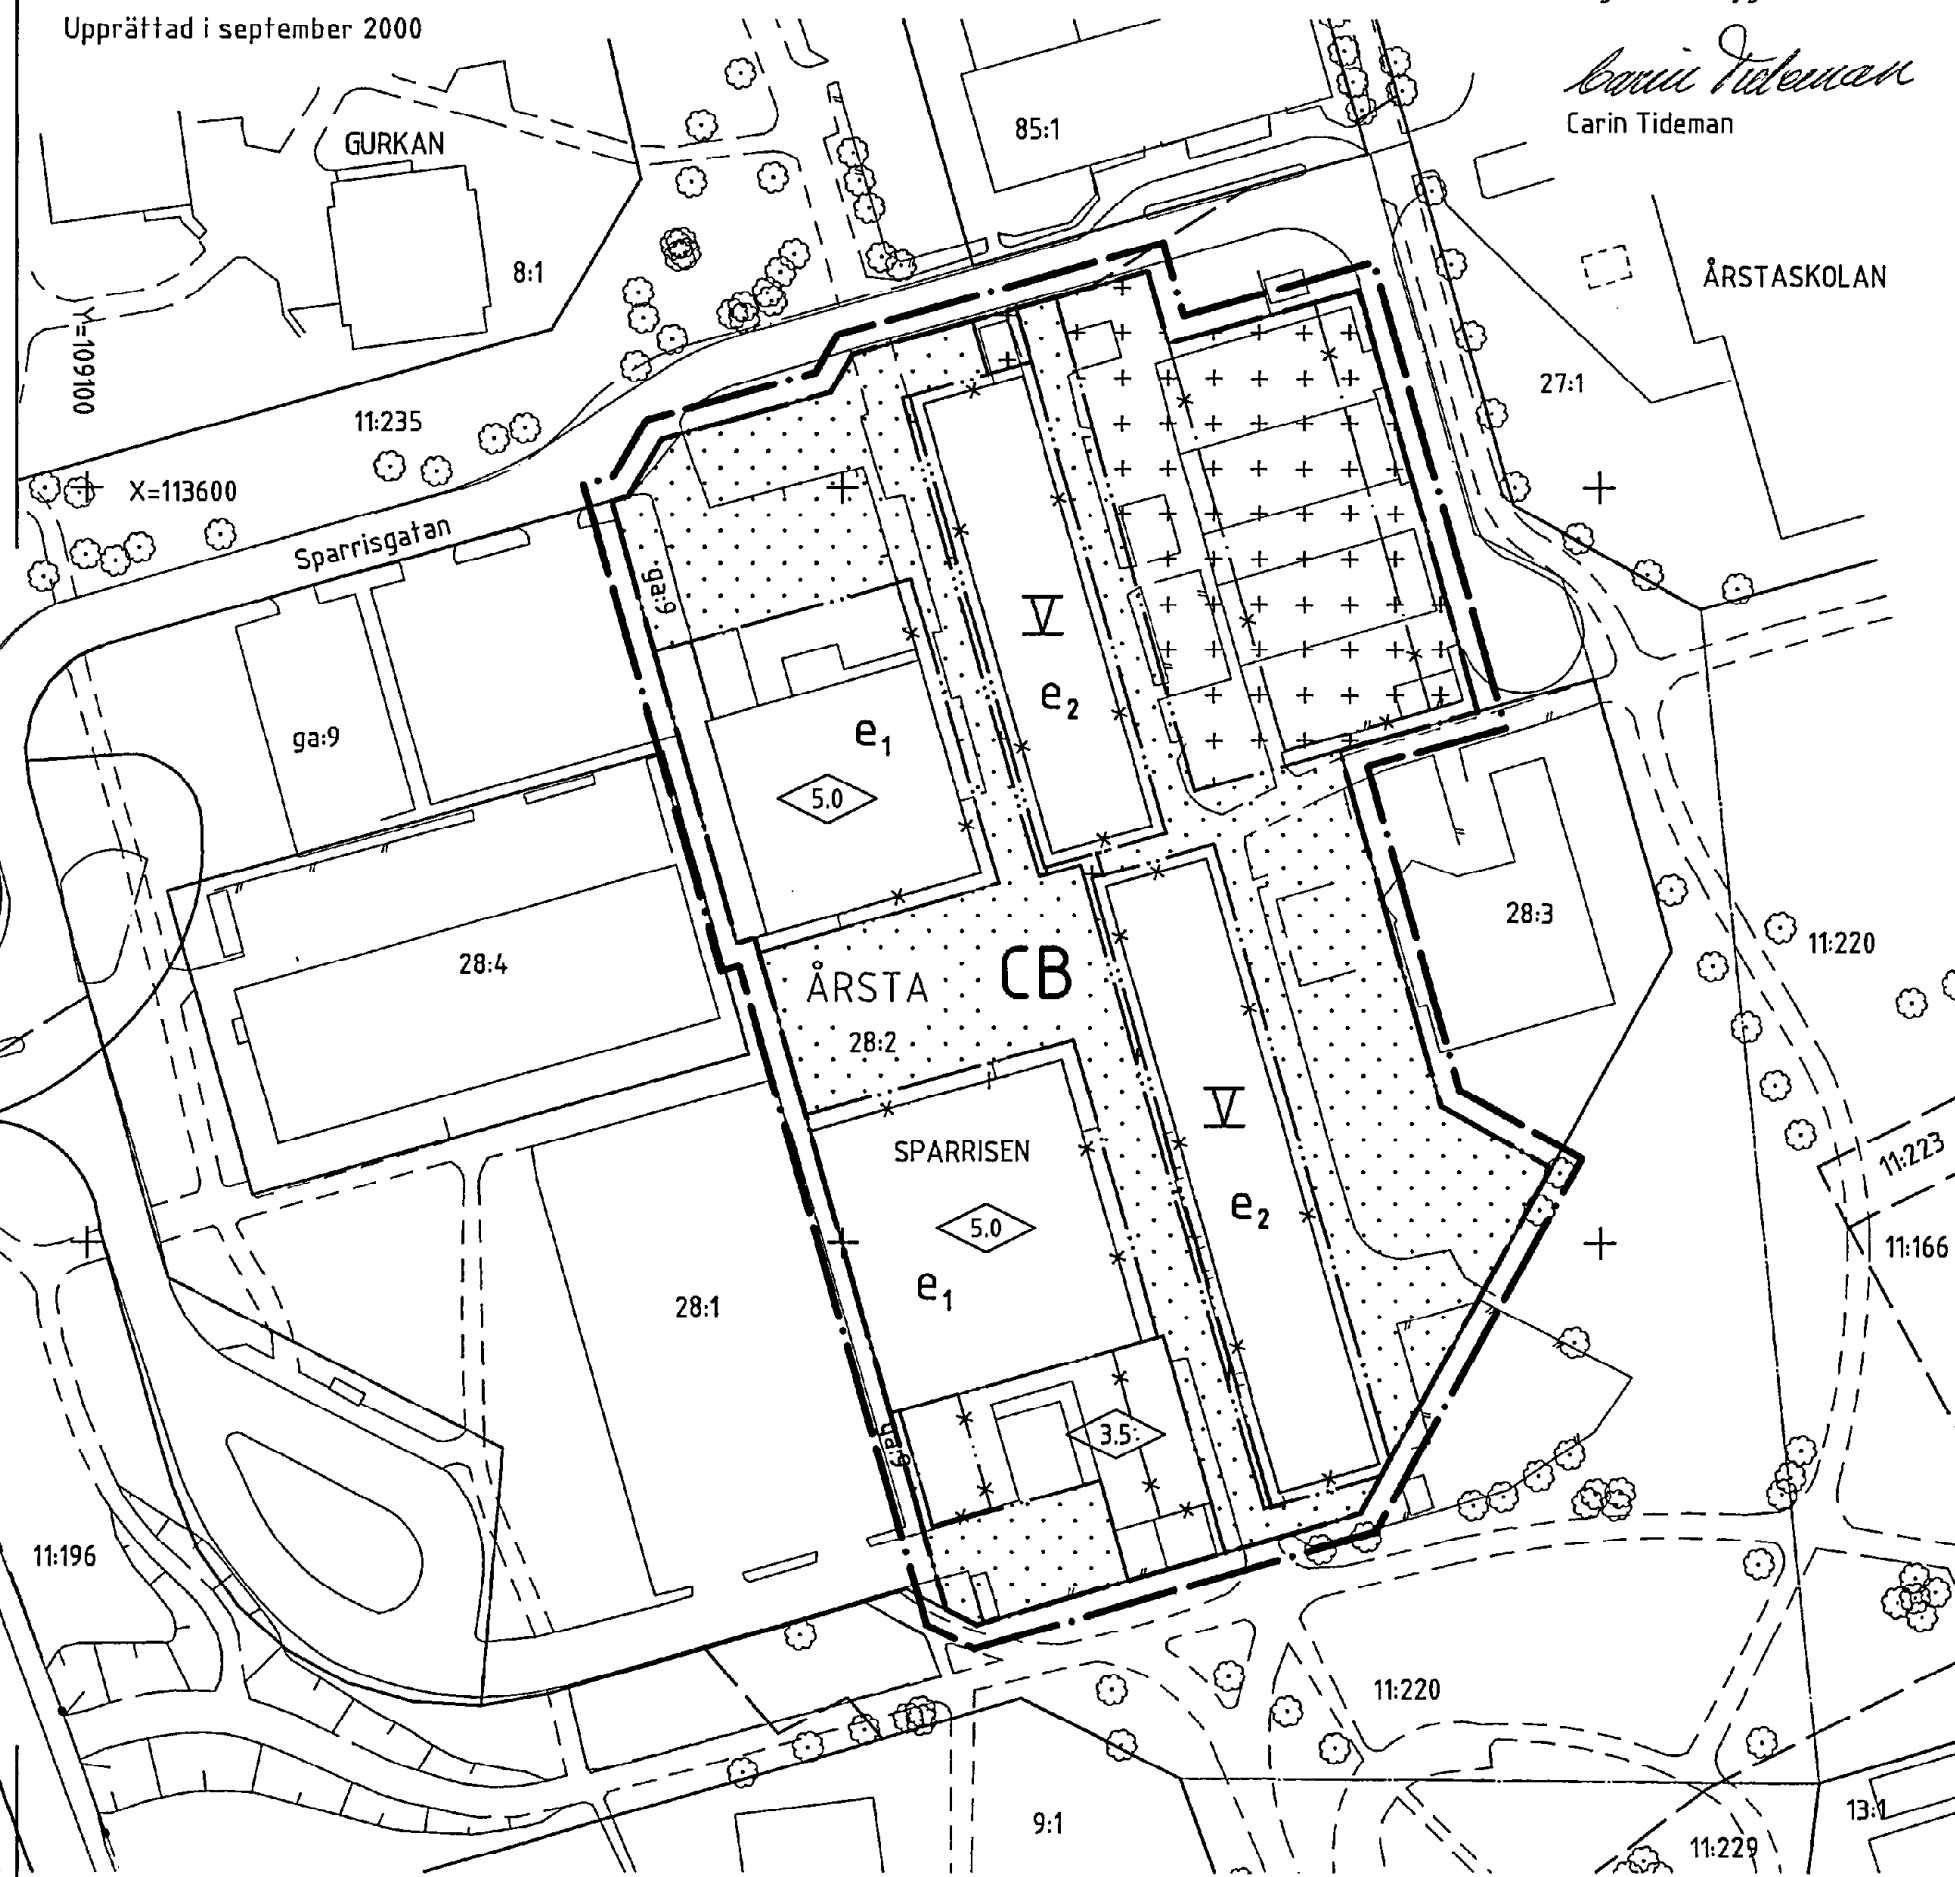 Upprättad i september 2000
Carin Tideman
Carin Tideman
GURKAN
85:1
8:1
ÅRSTASKOLAN
Y=109100
27:1
11:235
X=113600
Sparrisgatan
ga:9
V
e2
ga:9
e1
5.0
28:3
11:220
28:4
CB
ÅRSTA
28:2
V
SPARRISEN
11:223
e2
5.0
11:166
e1
28:1
3.5
ga:9
11:196
11:220
13:1
9:1
11:229